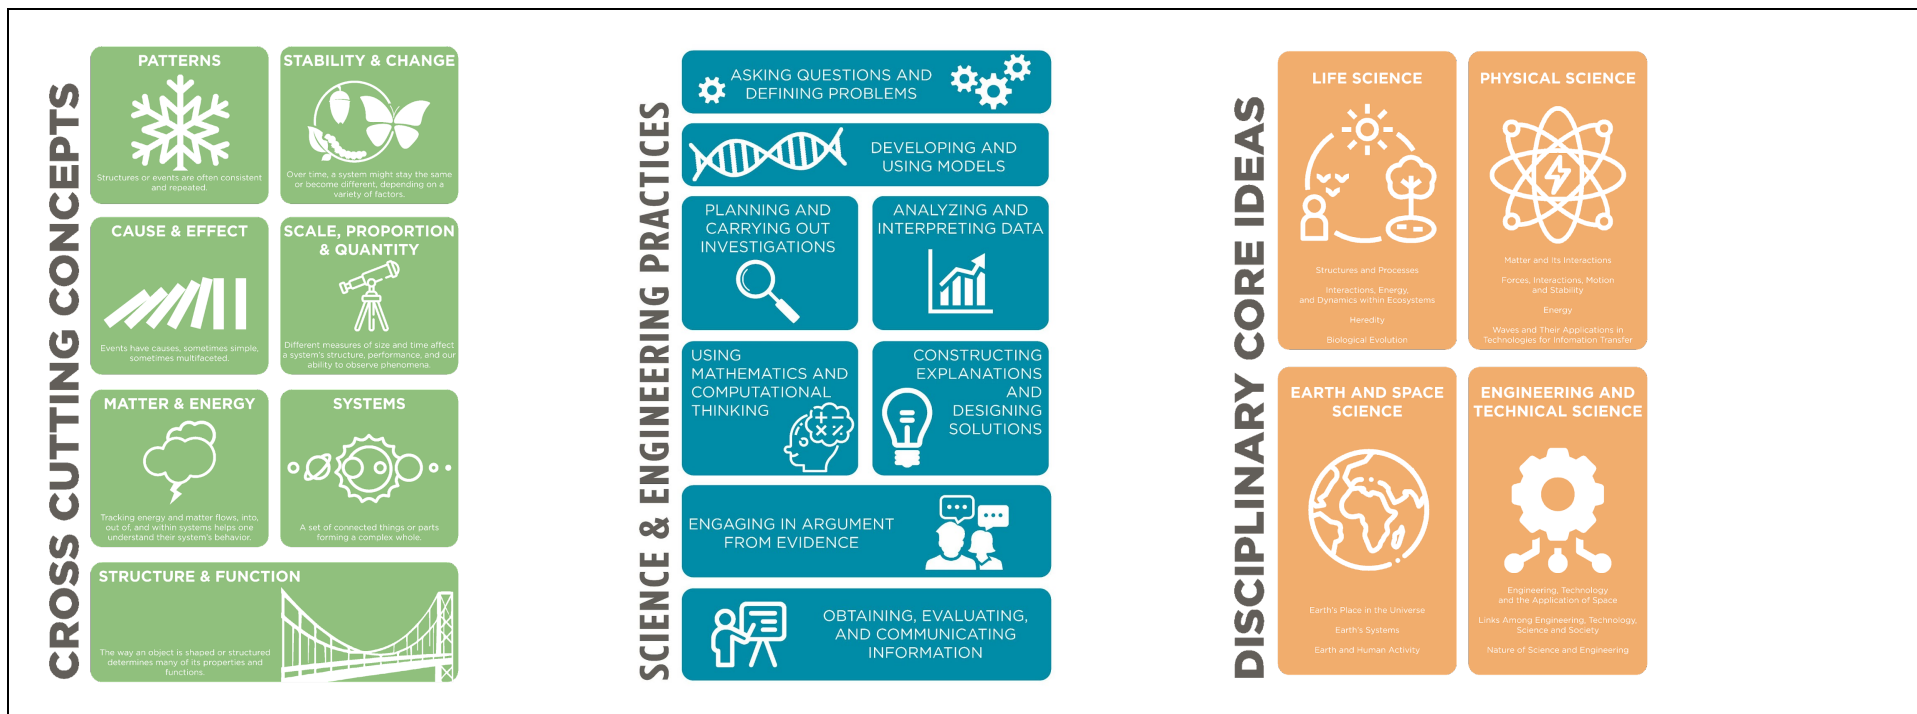 CROSS CUTTING CONCEPTS
PATTERNS
Structures or events are often consistent
and repeated.
STABILITY & CHANGE
Over time, a system might stay the same
or become different, depending on a
variety of factors.
CAUSE & EFFECT
Events have causes, sometimes simple,
sometimes multifaceted.
SCALE, PROPORTION
& QUANTITY
Different measures of size and time affect
a system's structure, performance, and our
ability to observe phenomena.
MATTER & ENERGY
Tracking energy and matter flows, into,
out of, and within systems helps one
understand their system's behavior.
SYSTEMS
A set of connected things or parts
forming a complex whole.
STRUCTURE & FUNCTION
The way an object is shaped or structured
determines many of its properties and
functions.
SCIENCE & ENGINEERING PRACTICES
ASKING QUESTIONS AND
DEFINING PROBLEMS
DEVELOPING AND
USING MODELS
PLANNING AND
CARRYING OUT
INVESTIGATIONS
ANALYZING AND
INTERPRETING DATA
USING
MATHEMATICS AND
COMPUTATIONAL
THINKING
CONSTRUCTING
EXPLANATIONS
AND
DESIGNING
SOLUTIONS
ENGAGING IN ARGUMENT
FROM EVIDENCE
OBTAINING, EVALUATING,
AND COMMUNICATING
INFORMATION
DISCIPLINARY CORE IDEAS
LIFE SCIENCE
Structures and Processes
Interactions, Energy,
and Dynamics within Ecosystems
Heredity
Biological Evolution
PHYSICAL SCIENCE
Matter and Its Interactions
Forces, Interactions, Motion
and Stability
Energy
Waves and Their Applications in
Technologies for Infomation Transfer
EARTH AND SPACE
SCIENCE
Earth's Place in the Universe
Earth's Systems
Earth and Human Activity
ENGINEERING AND
TECHNICAL SCIENCE
Engineering, Technology
and the Application of Space
Links Among Engineering, Technology,
Science and Society
Nature of Science and Engineering